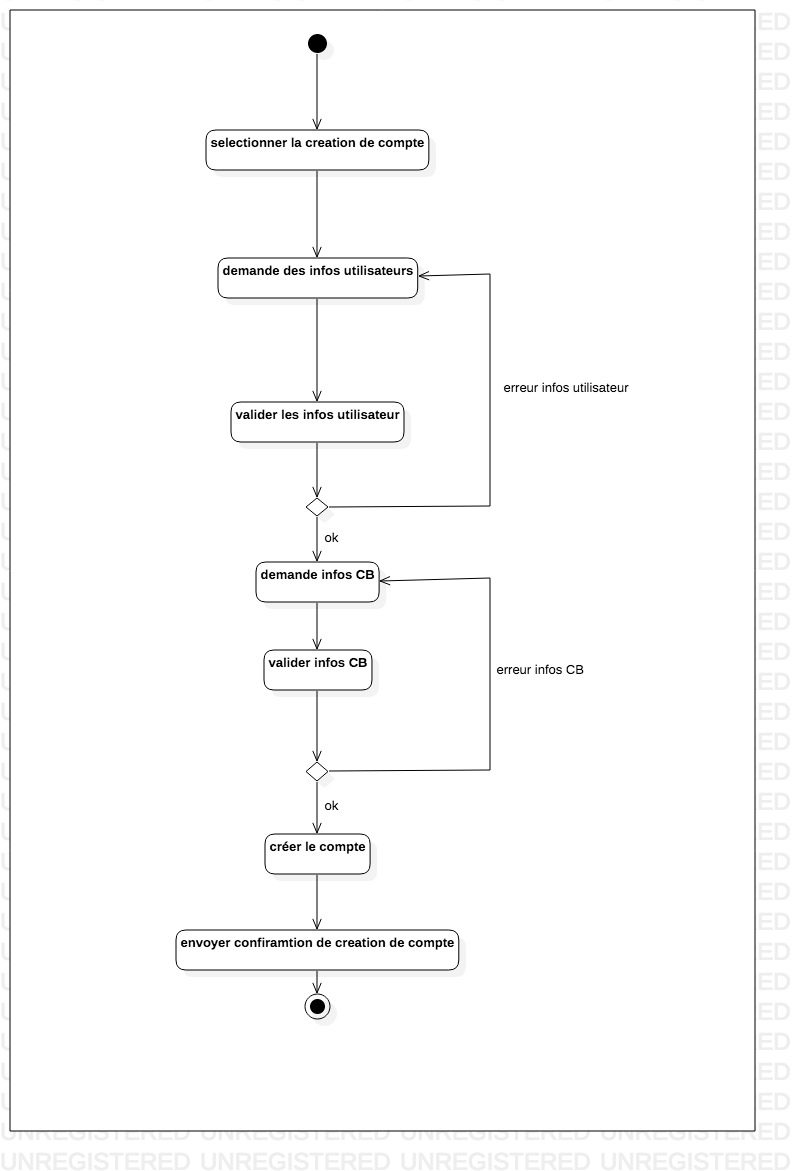 selectionner la creation de compte
demande des infos utilisateurs
erreur infos utilisateur
valider les infos utilisateur
ok
demande infos CB
valider infos CB
erreur infos CB
ok
créer le compte
envoyer confiramtion de creation de compte
UNREGISTERED UNREGISTERED UNREGISTERED UNREGISTERED
UNREGISTERED UNREGISTERED UNREGISTERED UNREGISTERED